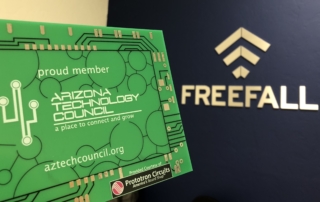 proud member
ARIZONA
TECHNOLOGY
COUNCIL
a place to connect and grow
aztechcouncil.org
Prototron Circuits
FREEFALL